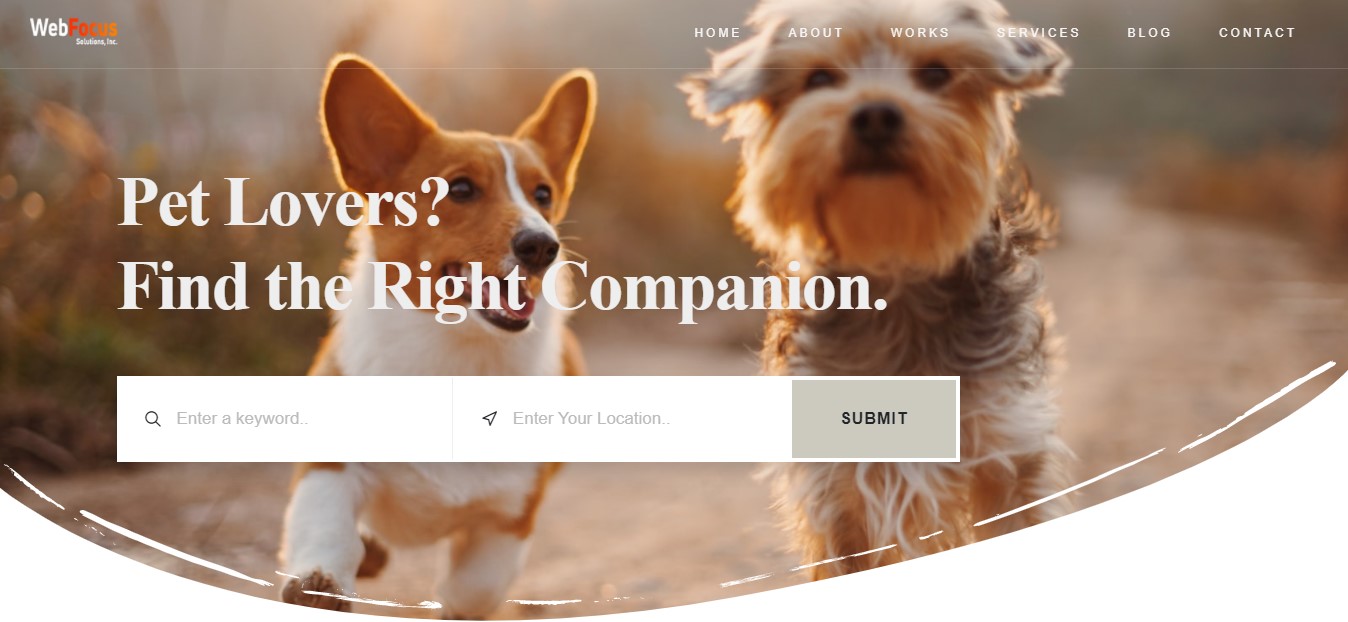 WebFocus
Solutions, Inc.
HOME ABOUT WORKS SERVICES BLOG CONTACT
Pet Lovers?
Find the Right Companion.
Enter a keyword.. Enter Your Location.. SUBMIT